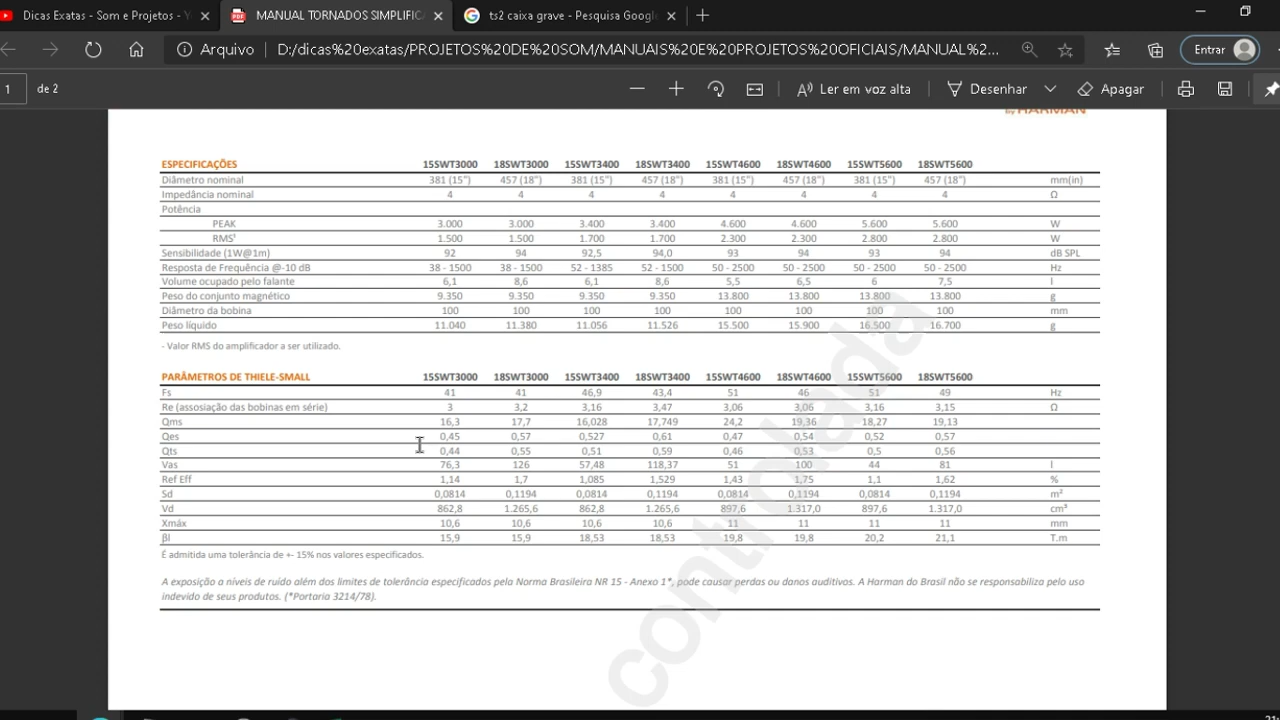 Dicas Exatas - Som e Projetos - Y
MANUAL TORNADOS SIMPLIFICA
ts2 caixa grave - Pesquisa Google
Arquivo D:/dicas%20exatas/PROJETOS%20DE%20SOM/MANUAIS%20E%20PROJETOS%20OFICIAIS/MANUAL%2... Entrar
1 de 2 Ler em voz alta Desenhar Apagar
by HARMAN
ESPECIFICAÇÕES 15SWT3000 18SWT3000 15SWT3400 18SWT3400 15SWT4600 18SWT4600 15SWT5600 18SWT5600
Diâmetro nominal 381 (15") 457 (18") 381 (15") 457 (18") 381 (15") 457 (18") 381 (15") 457 (18") mm(in)
Impedância nominal 4 4 4 4 4 4 4 4 Ω
Potência
PEAK 3.000 3.000 3.400 3.400 4.600 4.600 5.600 5.600 W
RMS¹ 1.500 1.500 1.700 1.700 2.300 2.300 2.800 2.800 W
Sensibilidade (1W@1m) 92 94 92,5 94,0 93 94 93 94 dB SPL
Resposta de Frequência @-10 dB 38 - 1500 38 - 1500 52 - 1385 52 - 1500 50 - 2500 50 - 2500 50 - 2500 50 - 2500 Hz
Volume ocupado pelo falante 6,1 8,6 6,1 8,6 5,5 6,5 6 7,5 l
Peso do conjunto magnético 9.350 9.350 9.350 9.350 13.800 13.800 13.800 13.800 g
Diâmetro da bobina 100 100 100 100 100 100 100 100 mm
Peso líquido 11.040 11.380 11.056 11.526 15.500 15.900 16.500 16.700 g
- Valor RMS do amplificador a ser utilizado.
PARÂMETROS DE THIELE-SMALL 15SWT3000 18SWT3000 15SWT3400 18SWT3400 15SWT4600 18SWT4600 15SWT5600 18SWT5600
Fs 41 41 46,9 43,4 51 46 51 49 Hz
Re (assosiação das bobinas em série) 3 3,2 3,16 3,47 3,06 3,06 3,16 3,15 Ω
Qms 16,3 17,7 16,028 17,749 24,2 19,36 18,27 19,13
Qes 0,45 0,57 0,527 0,61 0,47 0,54 0,52 0,57
Qts 0,44 0,55 0,51 0,59 0,46 0,53 0,5 0,56
Vas 76,3 126 57,48 118,37 51 100 44 81 l
Ref Eff 1,14 1,7 1,085 1,529 1,43 1,75 1,1 1,62 %
Sd 0,0814 0,1194 0,0814 0,1194 0,0814 0,1194 0,0814 0,1194 m²
Vd 862,8 1.265,6 862,8 1.265,6 897,6 1.317,0 897,6 1.317,0 cm³
Xmáx 10,6 10,6 10,6 10,6 11 11 11 11 mm
βl 15,9 15,9 18,53 18,53 19,8 19,8 20,2 21,1 T.m
É admitida uma tolerância de +- 15% nos valores especificados.
A exposição a níveis de ruído além dos limites de tolerância especificados pela Norma Brasileira NR 15 - Anexo 1*, pode causar perdas ou danos auditivos. A Harman do Brasil não se responsabiliza pelo uso
indevido de seus produtos. (*Portaria 3214/78).
controlada